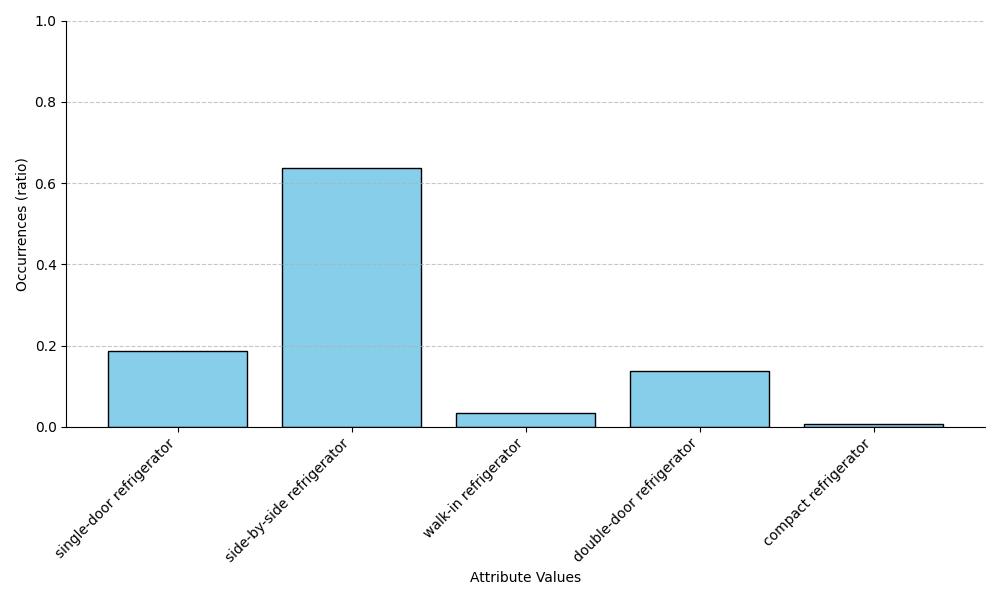 1.0
0.8
0.6
0.4
0.2
0.0
Occurrences (ratio)
single-door refrigerator
side-by-side refrigerator
walk-in refrigerator
double-door refrigerator
compact refrigerator
Attribute Values